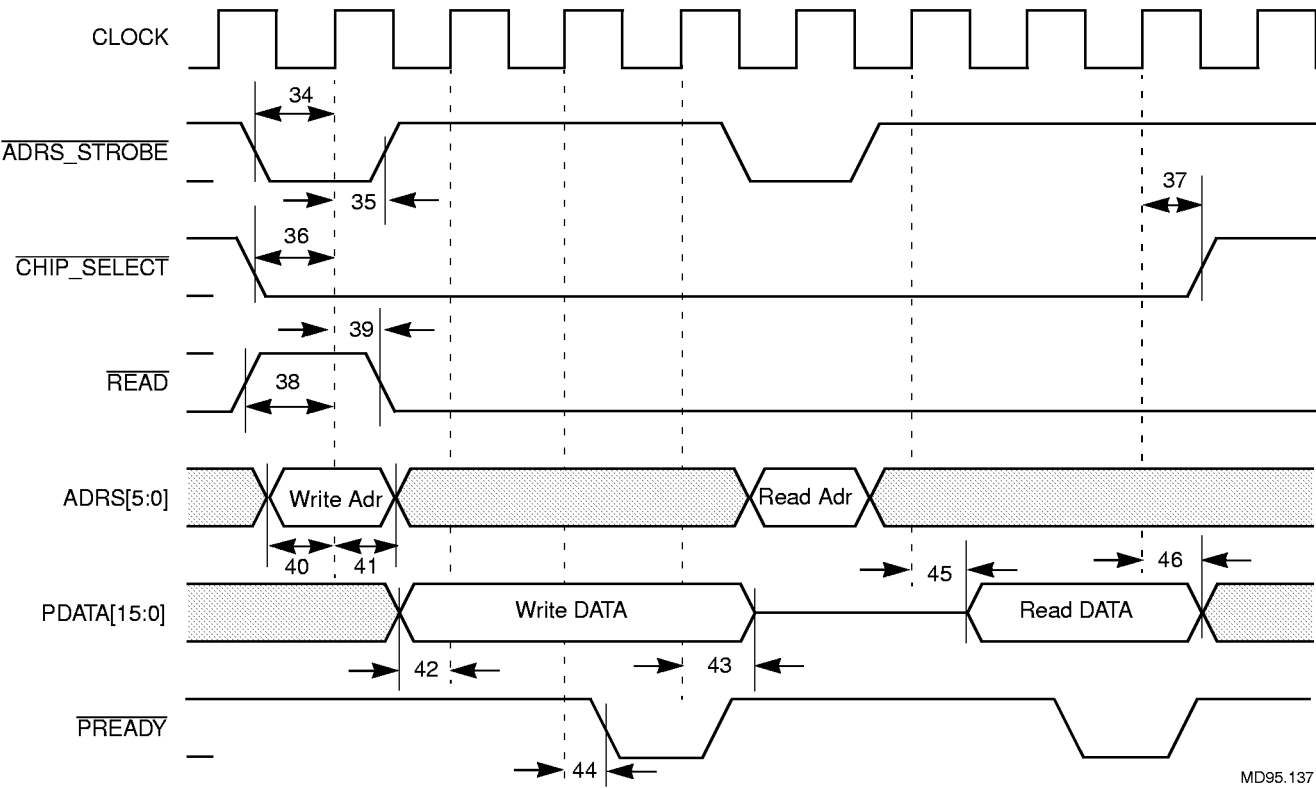 CLOCK
34
ADRS_STROBE
35
37
36
CHIP_SELECT
39
READ
38
ADRS[5:0]
Write Adr
Read Adr
40
41
45
46
PDATA[15:0]
Write DATA
Read DATA
42
43
PREADY
44
MD95.137